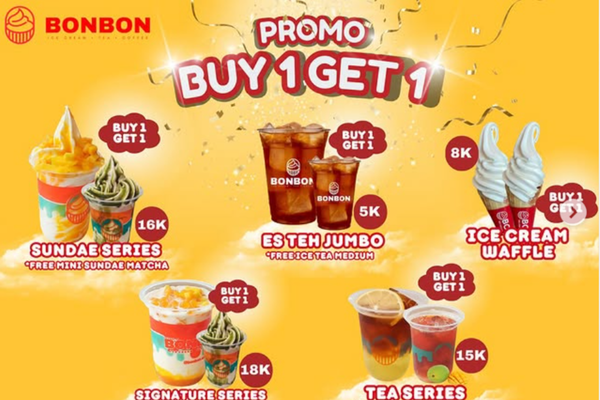 BONBON
ICE CREAM • TEA • COFFEE
PROMO
BUY 1 GET 1
BUY 1
GET 1
16K
SUNDAE SERIES
*FREE MINI SUNDAE MATCHA
BUY 1
GET 1
BONBON
BONBON
5K
ES TEH JUMBO
*FREE ICE TEA MEDIUM
8K
BUY 1
GET 1
ICE CREAM
WAFFLE
BUY 1
GET 1
18K
SIGNATURE SERIES
BUY 1
GET 1
15K
TEA SERIES